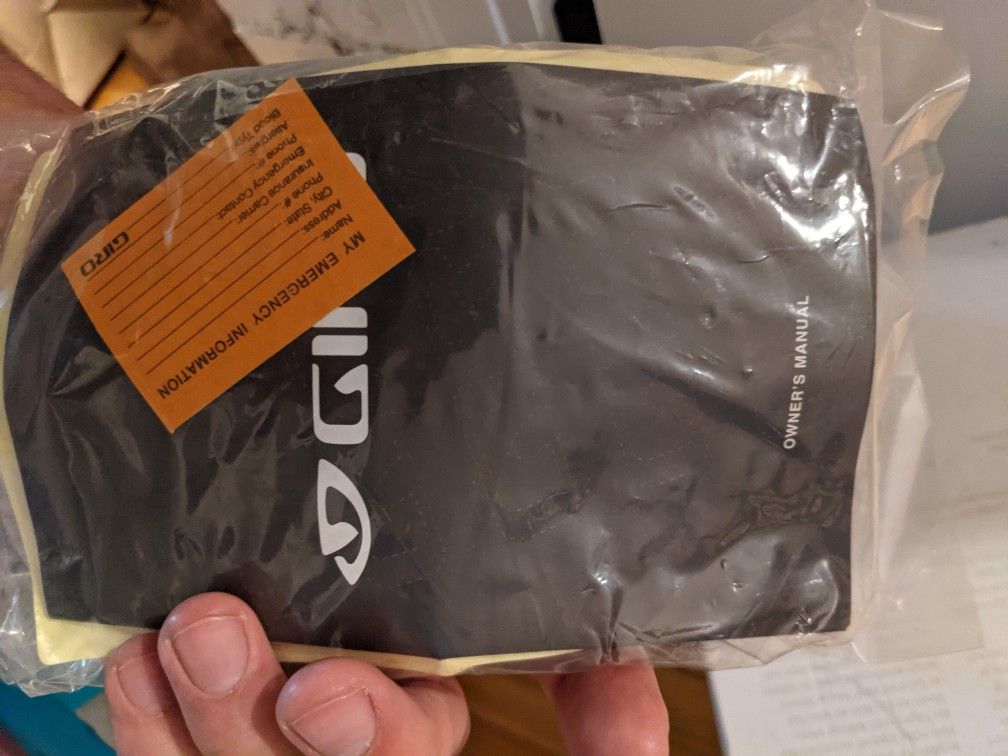 GIRO
OWNER'S MANUAL
MY EMERGENCY INFORMATION
Name:
Address:
City, State:
Phone #:
Insurance Carrier
Emergency Contact
Phone #:
Allergies:
Blood Type:
GIRO